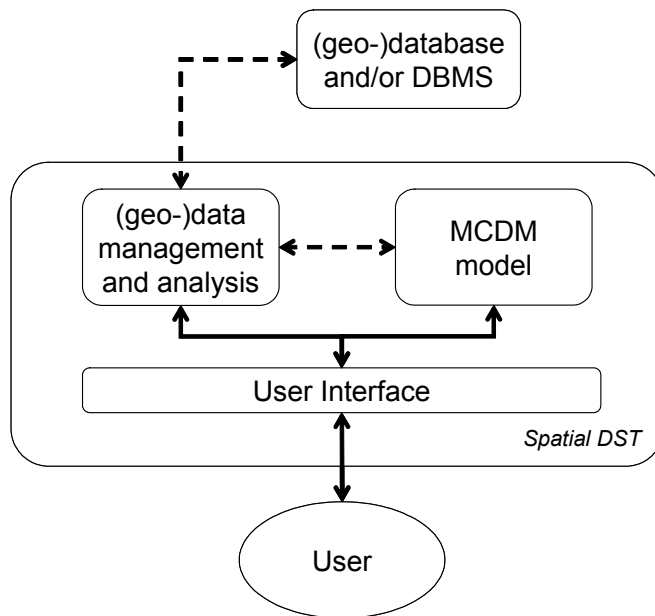 (geo-)database
and/or DBMS
(geo-)data
management
and analysis
MCDM
model
User Interface
Spatial DST
User